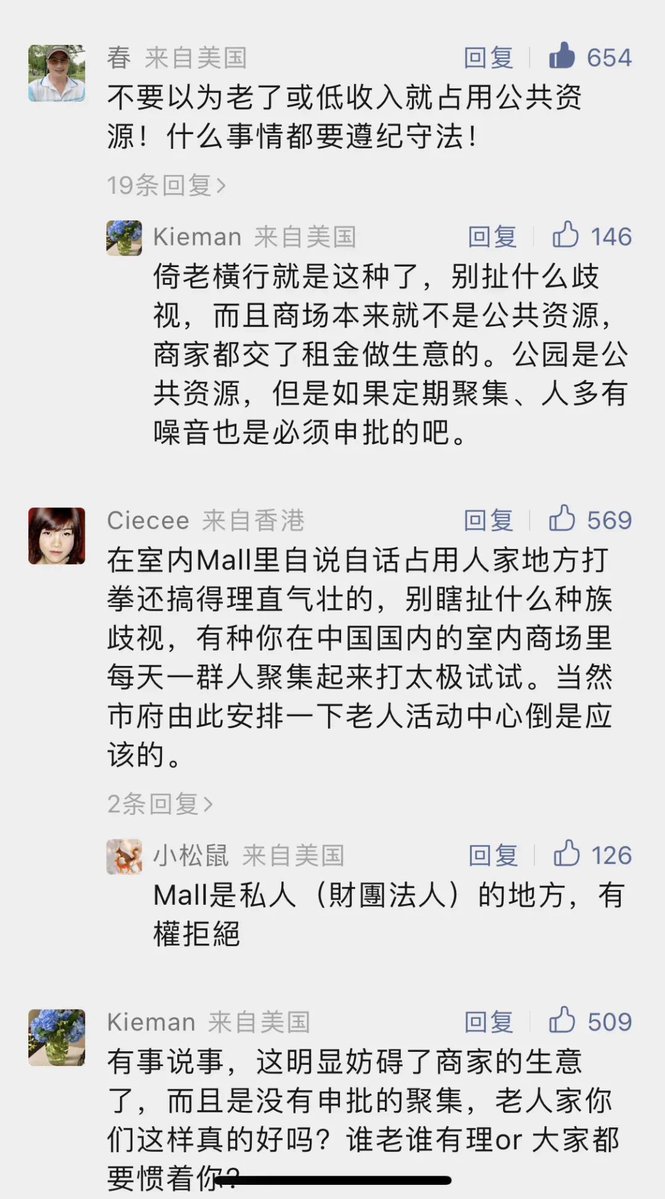 春 来自美国 回复 654
不要以为老了或低收入就占用公共资
源！什么事情都要遵纪守法！
19条回复>
Kieman 来自美国 回复 146
倚老橫行就是这种了，别扯什么歧
视，而且商场本来就不是公共资源，
商家都交了租金做生意的。公园是公
共资源，但是如果定期聚集、人多有
噪音也是必须申批的吧。
Ciecee 来自香港 回复 569
在室内Mall里自说自话占用人家地方打
拳还搞得理直气壮的，别瞎扯什么种族
歧视，有种你在中国国内的室内商场里
每天一群人聚集起来打太极试试。当然
市府由此安排一下老人活动中心倒是应
该的。
2条回复>
小松鼠 来自美国 回复 126
Mall是私人（財團法人）的地方，有
權拒絕
Kieman 来自美国 回复 509
有事说事，这明显妨碍了商家的生意
了，而且是没有申批的聚集，老人家你
们这样真的好吗？谁老谁有理or 大家都
要惯着你？